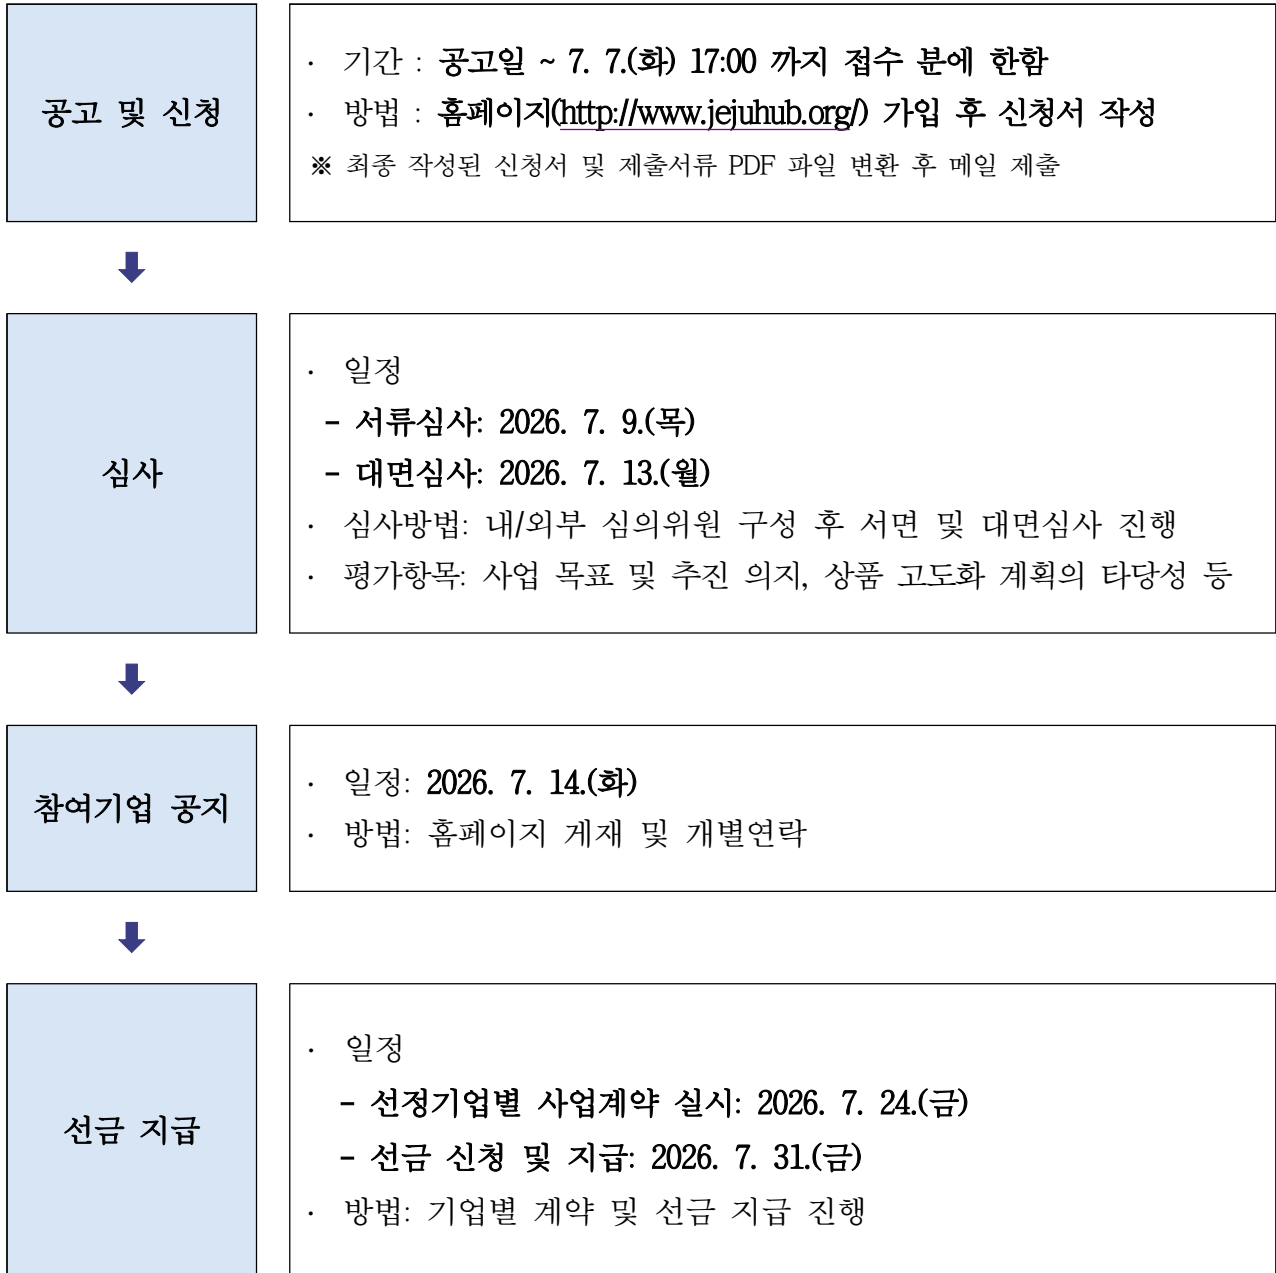 공고 및 신청
· 기간 : 공고일 ~ 7. 7.(화) 17:00 까지 접수 분에 한함
· 방법 : 홈페이지(http://www.jejuhub.org/) 가입 후 신청서 작성
※ 최종 작성된 신청서 및 제출서류 PDF 파일 변환 후 메일 제출
심사
· 일정
- 서류심사: 2026. 7. 9.(목)
- 대면심사: 2026. 7. 13.(월)
· 심사방법: 내/외부 심의위원 구성 후 서면 및 대면심사 진행
· 평가항목: 사업 목표 및 추진 의지, 상품 고도화 계획의 타당성 등
참여기업 공지
· 일정: 2026. 7. 14.(화)
· 방법: 홈페이지 게재 및 개별연락
선금 지급
· 일정
- 선정기업별 사업계약 실시: 2026. 7. 24.(금)
- 선금 신청 및 지급: 2026. 7. 31.(금)
· 방법: 기업별 계약 및 선금 지급 진행